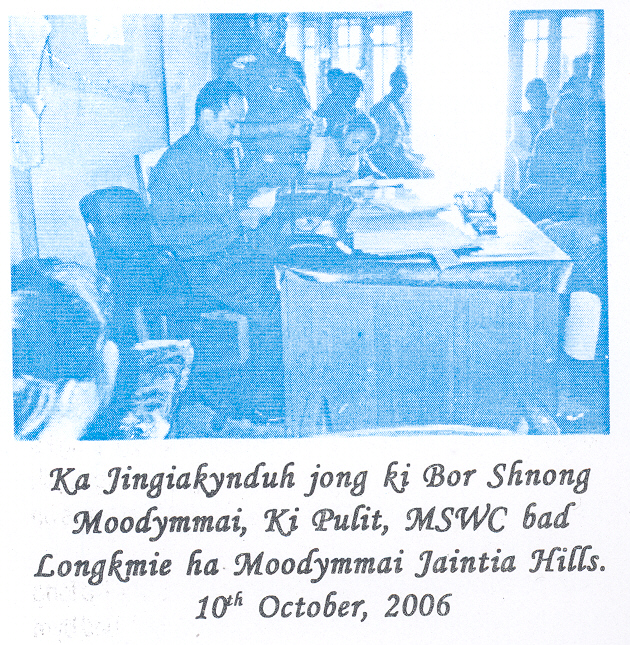 Ka Jingiakynduh jong ki Bor Shnong
Moodymmai, Ki Pulit, MSWC bad
Longkmie ha Moodymmai Jaintia Hills.
10th October, 2006